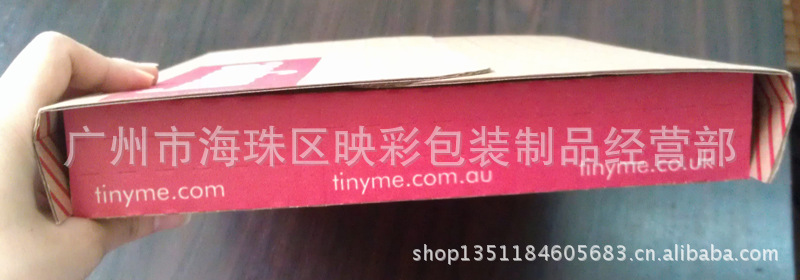 广州市海珠区映彩包装制品经营部
tinyme.com tinyme.com.au tinyme.co.uk
shop1351184605683.cn.alibaba.com